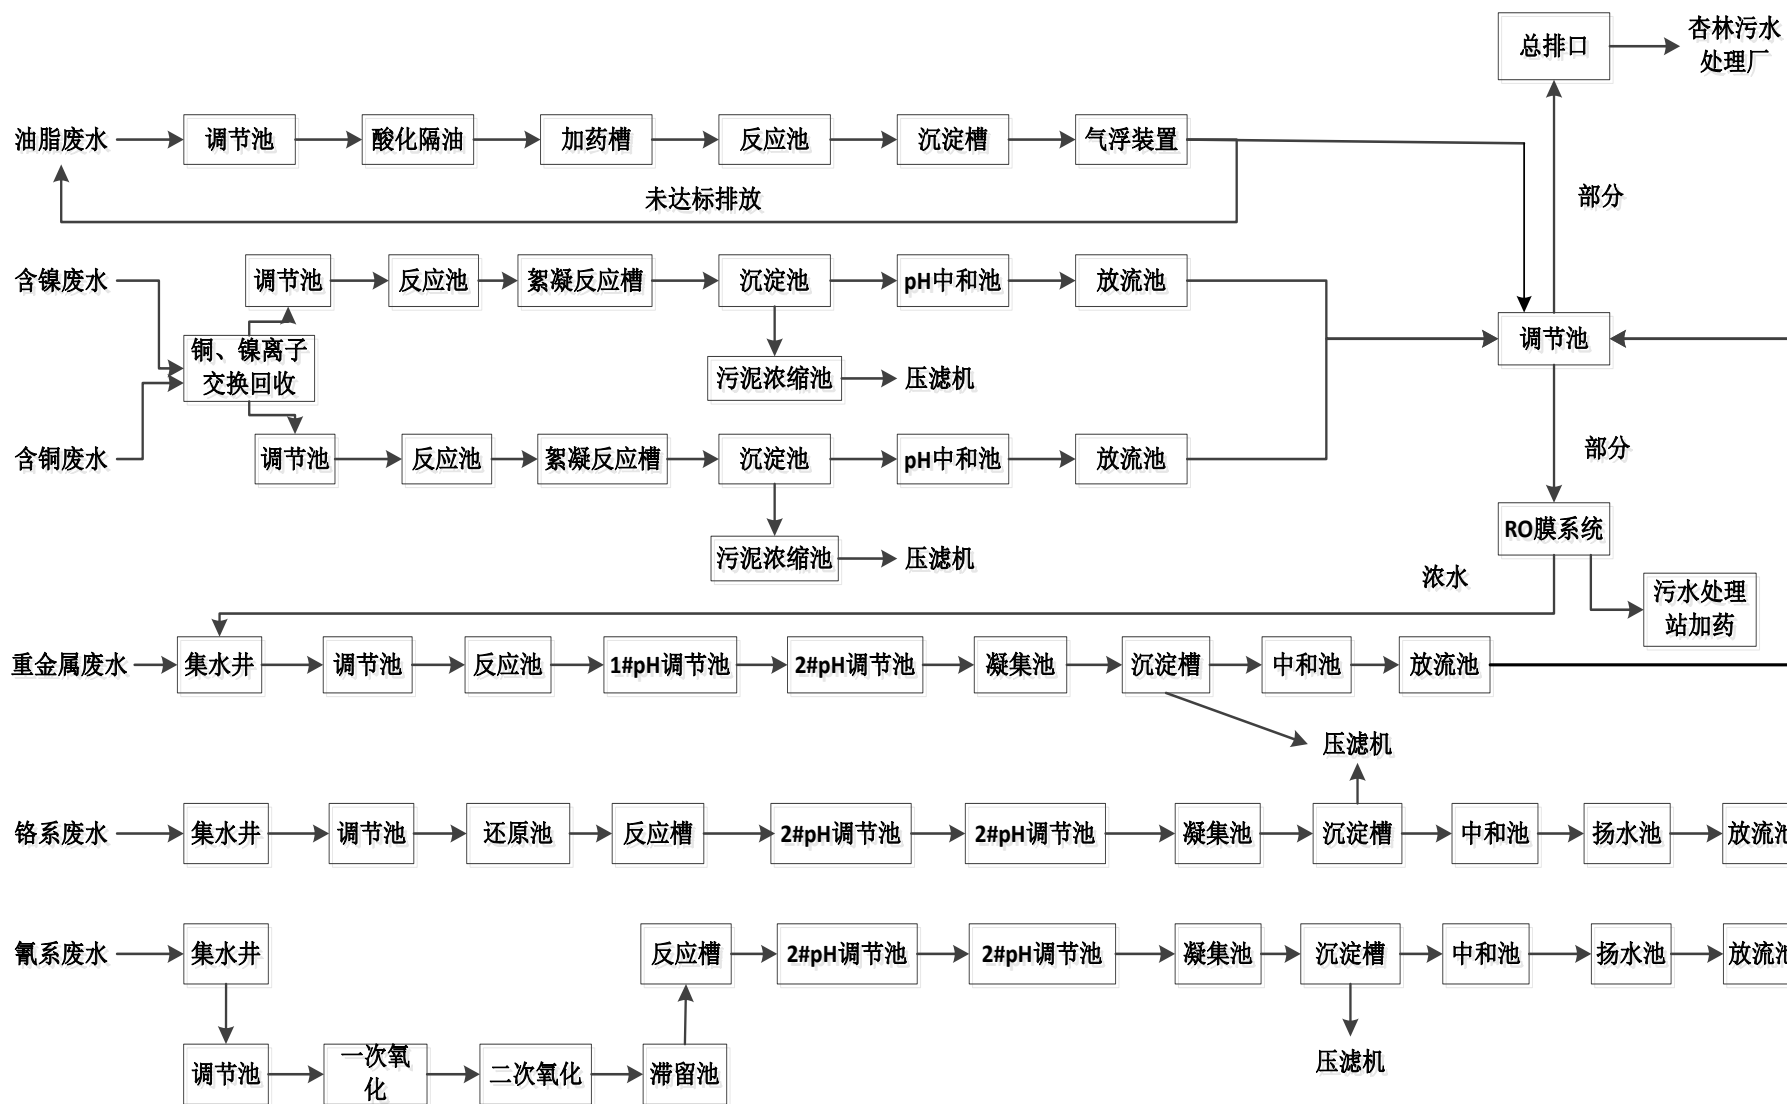 总排口
杏林污水
处理厂
油脂废水
调节池
酸化隔油
加药槽
反应池
沉淀槽
气浮装置
未达标排放
部分
含镍废水
调节池
反应池
絮凝反应槽
沉淀池
pH中和池
放流池
铜、镍离子
交换回收
污泥浓缩池
压滤机
调节池
含铜废水
调节池
反应池
絮凝反应槽
沉淀池
pH中和池
放流池
部分
污泥浓缩池
压滤机
RO膜系统
浓水
污水处理
站加药
重金属废水
集水井
调节池
反应池
1#pH调节池
2#pH调节池
凝集池
沉淀槽
中和池
放流池
压滤机
铬系废水
集水井
调节池
还原池
反应槽
2#pH调节池
2#pH调节池
凝集池
沉淀槽
中和池
扬水池
放流池
氰系废水
集水井
反应槽
2#pH调节池
2#pH调节池
凝集池
沉淀槽
中和池
扬水池
放流池
调节池
一次氧
化
二次氧化
滞留池
压滤机